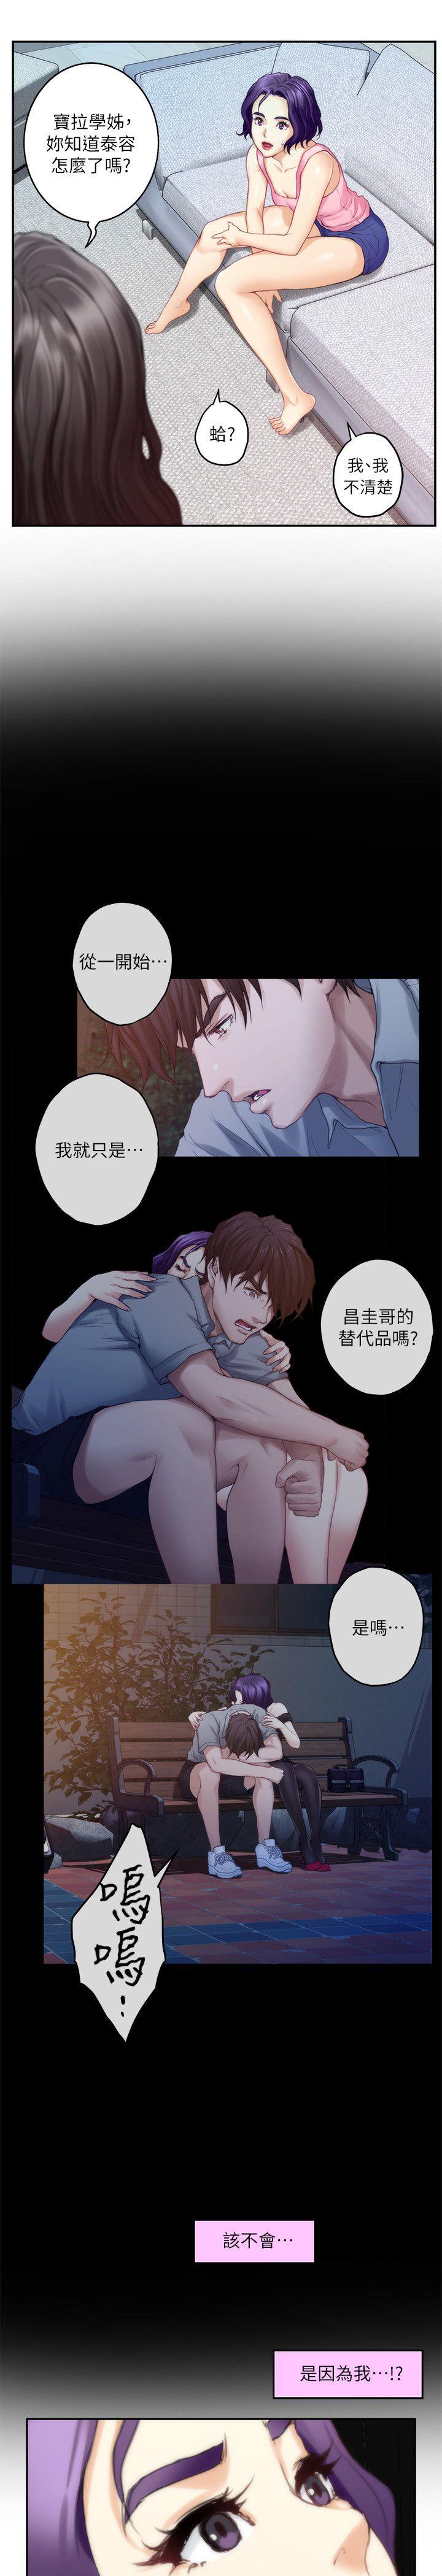 寶拉學姊，
妳知道泰容
怎麼了嗎?
蛤?
我、我
不清楚
從一開始⋯
我就只是⋯
昌圭哥的
替代品嗎?
是嗎⋯
嗚
嗚⋯
該不會⋯
是因為我⋯!?